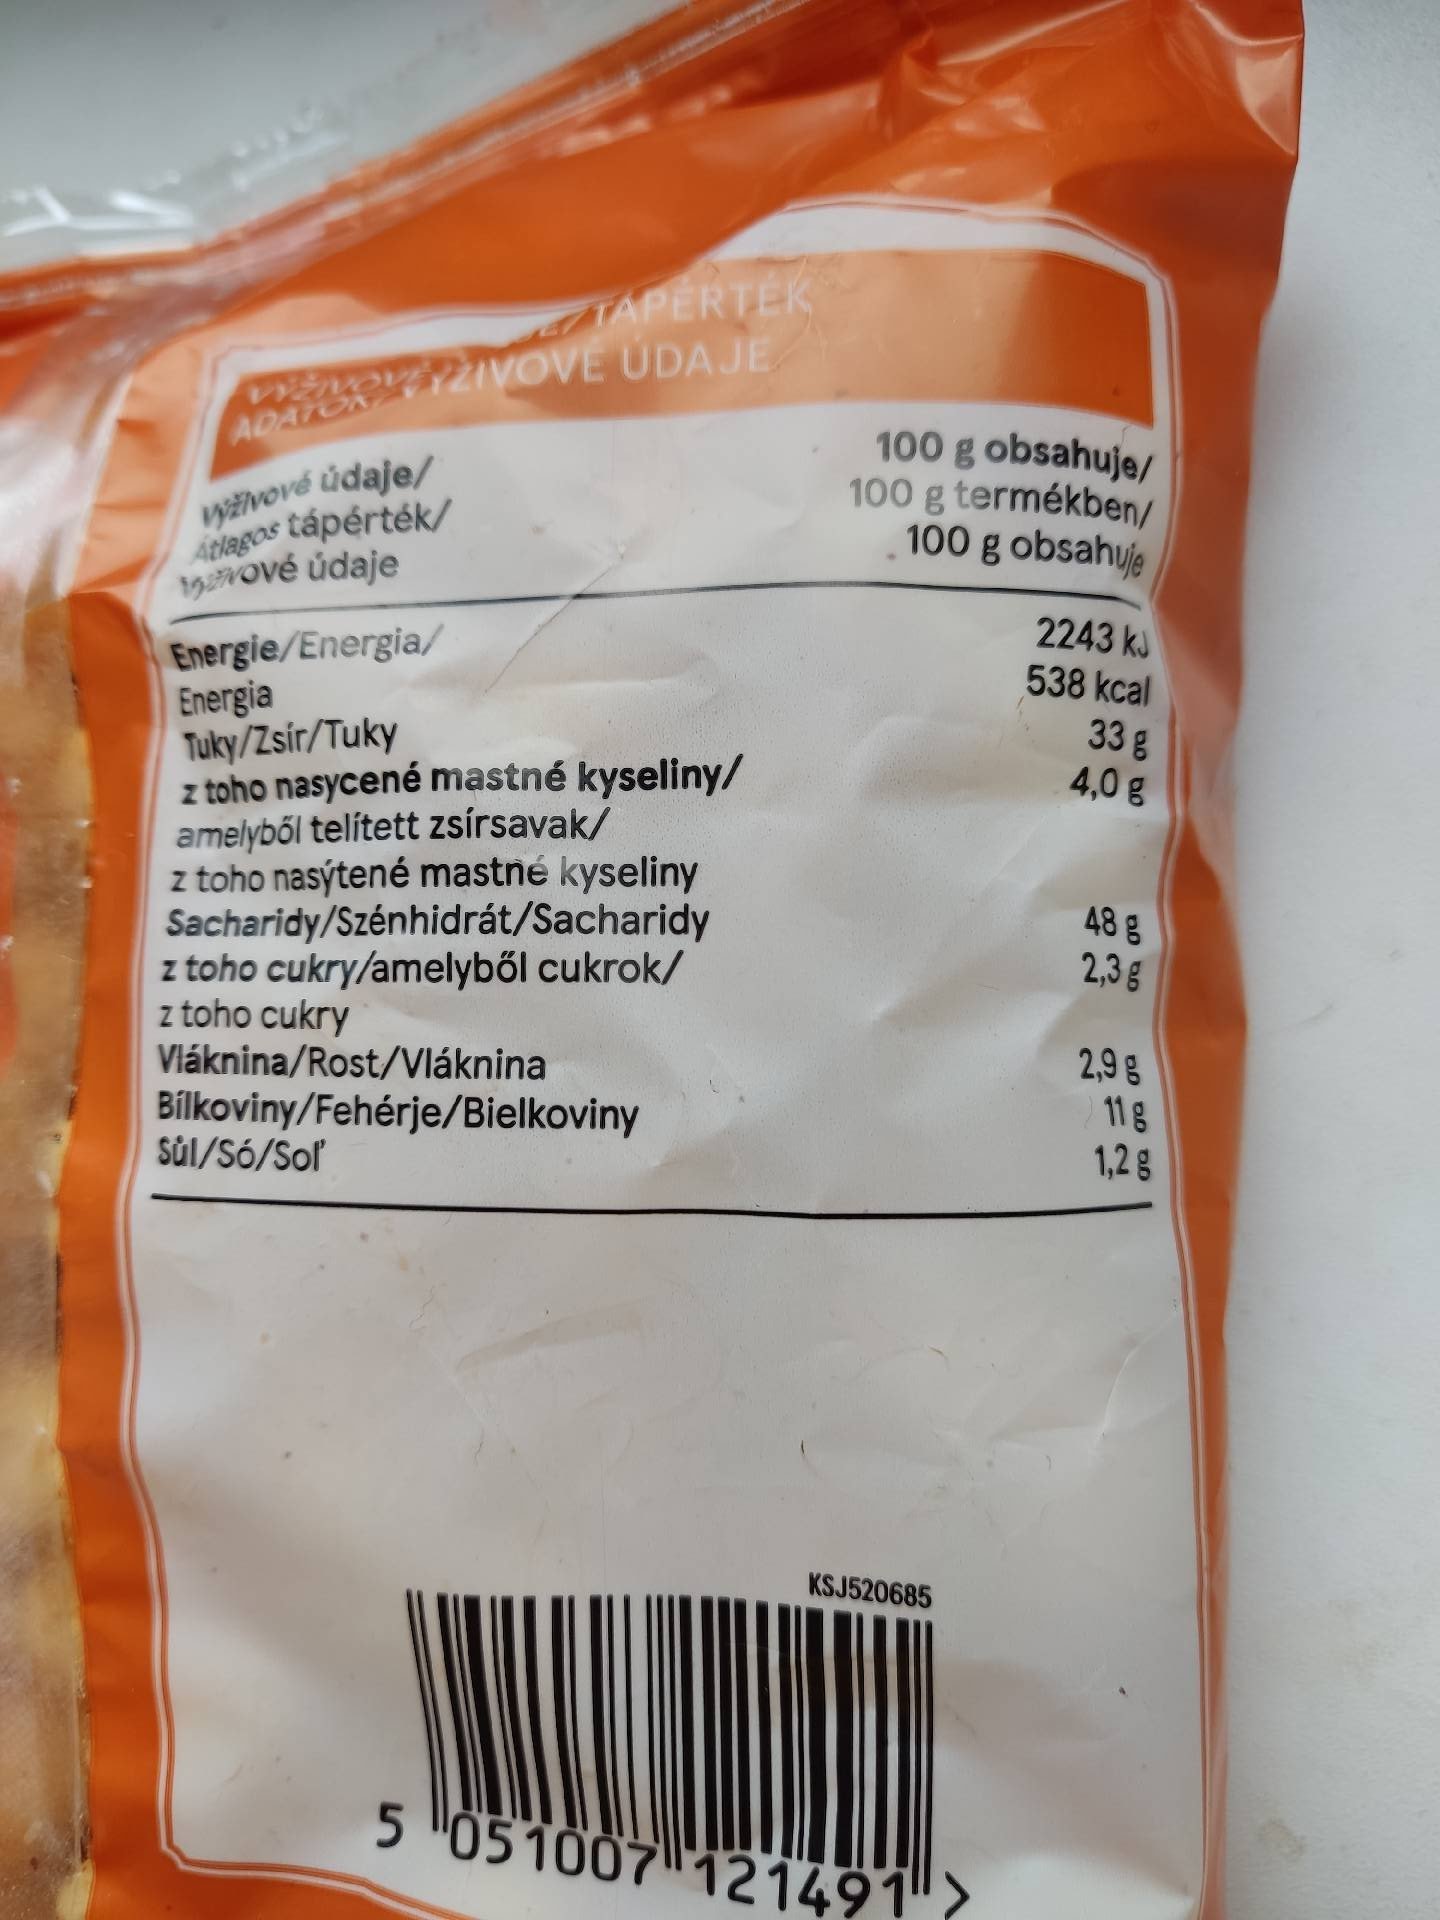 VÝŽIVOVÉ ÚDAJE/TÁPÉRTÉK
ADATOK/VÝŽIVOVÉ ÚDAJE
Výživové údaje/
Átlagos tápérték/
Výživové údaje
100 g obsahuje/
100 g termékben/
100 g obsahuje
Energie/Energia/ 2243 kJ
Energia 538 kcal
Tuky/Zsír/Tuky 33 g
z toho nasycené mastné kyseliny/ 4,0 g
amelyből telített zsírsavak/
z toho nasýtené mastné kyseliny
Sacharidy/Szénhidrát/Sacharidy 48 g
z toho cukry/amelyből cukrok/ 2,3 g
z toho cukry
Vláknina/Rost/Vláknina 2,9 g
Bílkoviny/Fehérje/Bielkoviny 11 g
Sůl/Só/Soľ 1,2 g
KSJ520685
5 051007 121491 >